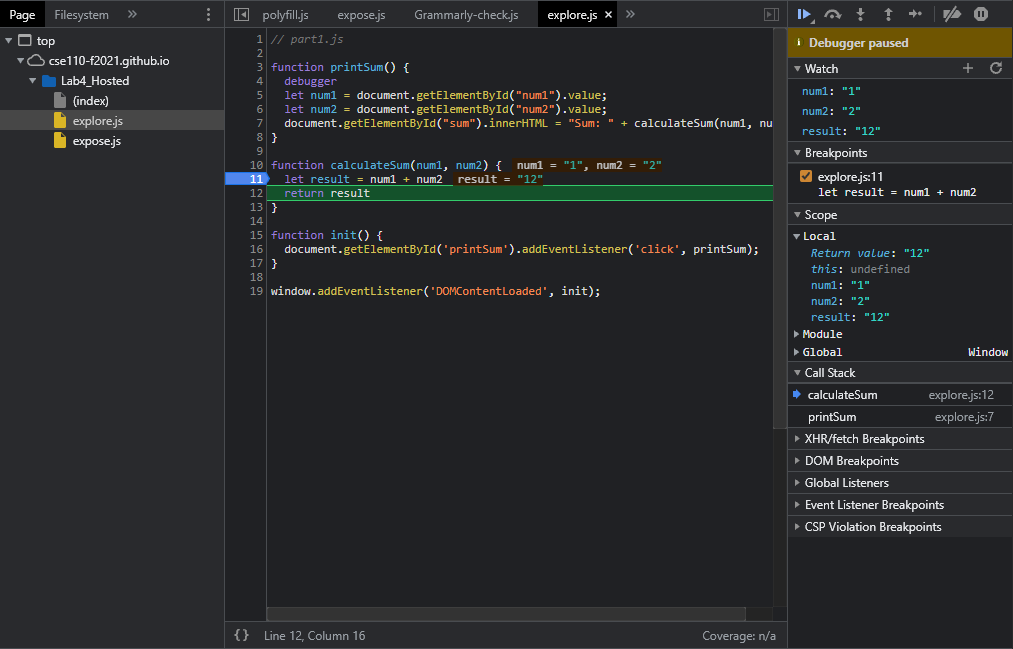 Page Filesystem »
top
cse110-f2021.github.io
Lab4_Hosted
(index)
explore.js
expose.js
polyfill.js expose.js Grammarly-check.js explore.js × »
1 // part1.js
2
3 function printSum() {
4 debugger
5 let num1 = document.getElementById("num1").value;
6 let num2 = document.getElementById("num2").value;
7 document.getElementById("sum").innerHTML = "Sum: " + calculateSum(num1, nu
8 }
9
10 function calculateSum(num1, num2) { num1 = "1", num2 = "2"
11 let result = num1 + num2 result = "12"
12 return result
13 }
14
15 function init() {
16 document.getElementById('printSum').addEventListener('click', printSum);
17 }
18
19 window.addEventListener('DOMContentLoaded', init);
{} Line 12, Column 16 Coverage: n/a
i Debugger paused
Watch
num1: "1"
num2: "2"
result: "12"
Breakpoints
explore.js:11
let result = num1 + num2
Scope
Local
Return value: "12"
this: undefined
num1: "1"
num2: "2"
result: "12"
Module
Global Window
Call Stack
calculateSum explore.js:12
printSum explore.js:7
XHR/fetch Breakpoints
DOM Breakpoints
Global Listeners
Event Listener Breakpoints
CSP Violation Breakpoints